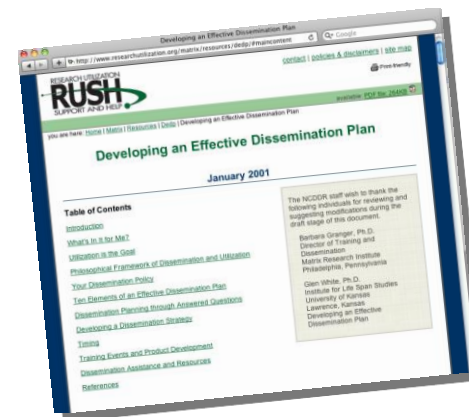 Developing an Effective Dissemination Plan
http://www.researchutilization.org/matrix/resources/dedp/#maincontent
Google
contact | policies & disclaimers | site map
Print friendly
RESEARCH UTILIZATION
RUSH
SUPPORT AND HELP
available: PDF file, 264KB
you are here: Home | Matrix | Resources | Dedp | Developing an Effective Dissemination Plan
Developing an Effective Dissemination Plan
January 2001
Table of Contents
Introduction
What's In It for Me?
Utilization is the Goal
Philosophical Framework of Dissemination and Utilization
Your Dissemination Policy
Ten Elements of an Effective Dissemination Plan
Dissemination Planning through Answered Questions
Developing a Dissemination Strategy
Timing
Training Events and Product Development
Dissemination Assistance and Resources
References
The NCDDR staff wish to thank the
following individuals for reviewing and
suggesting modifications during the
draft stage of this document.
Barbara Granger, Ph.D.
Director of Training and
Dissemination
Matrix Research Institute
Philadelphia, Pennsylvania
Glen White, Ph.D.
Institute for Life Span Studies
University of Kansas
Lawrence, Kansas
Developing an Effective
Dissemination Plan